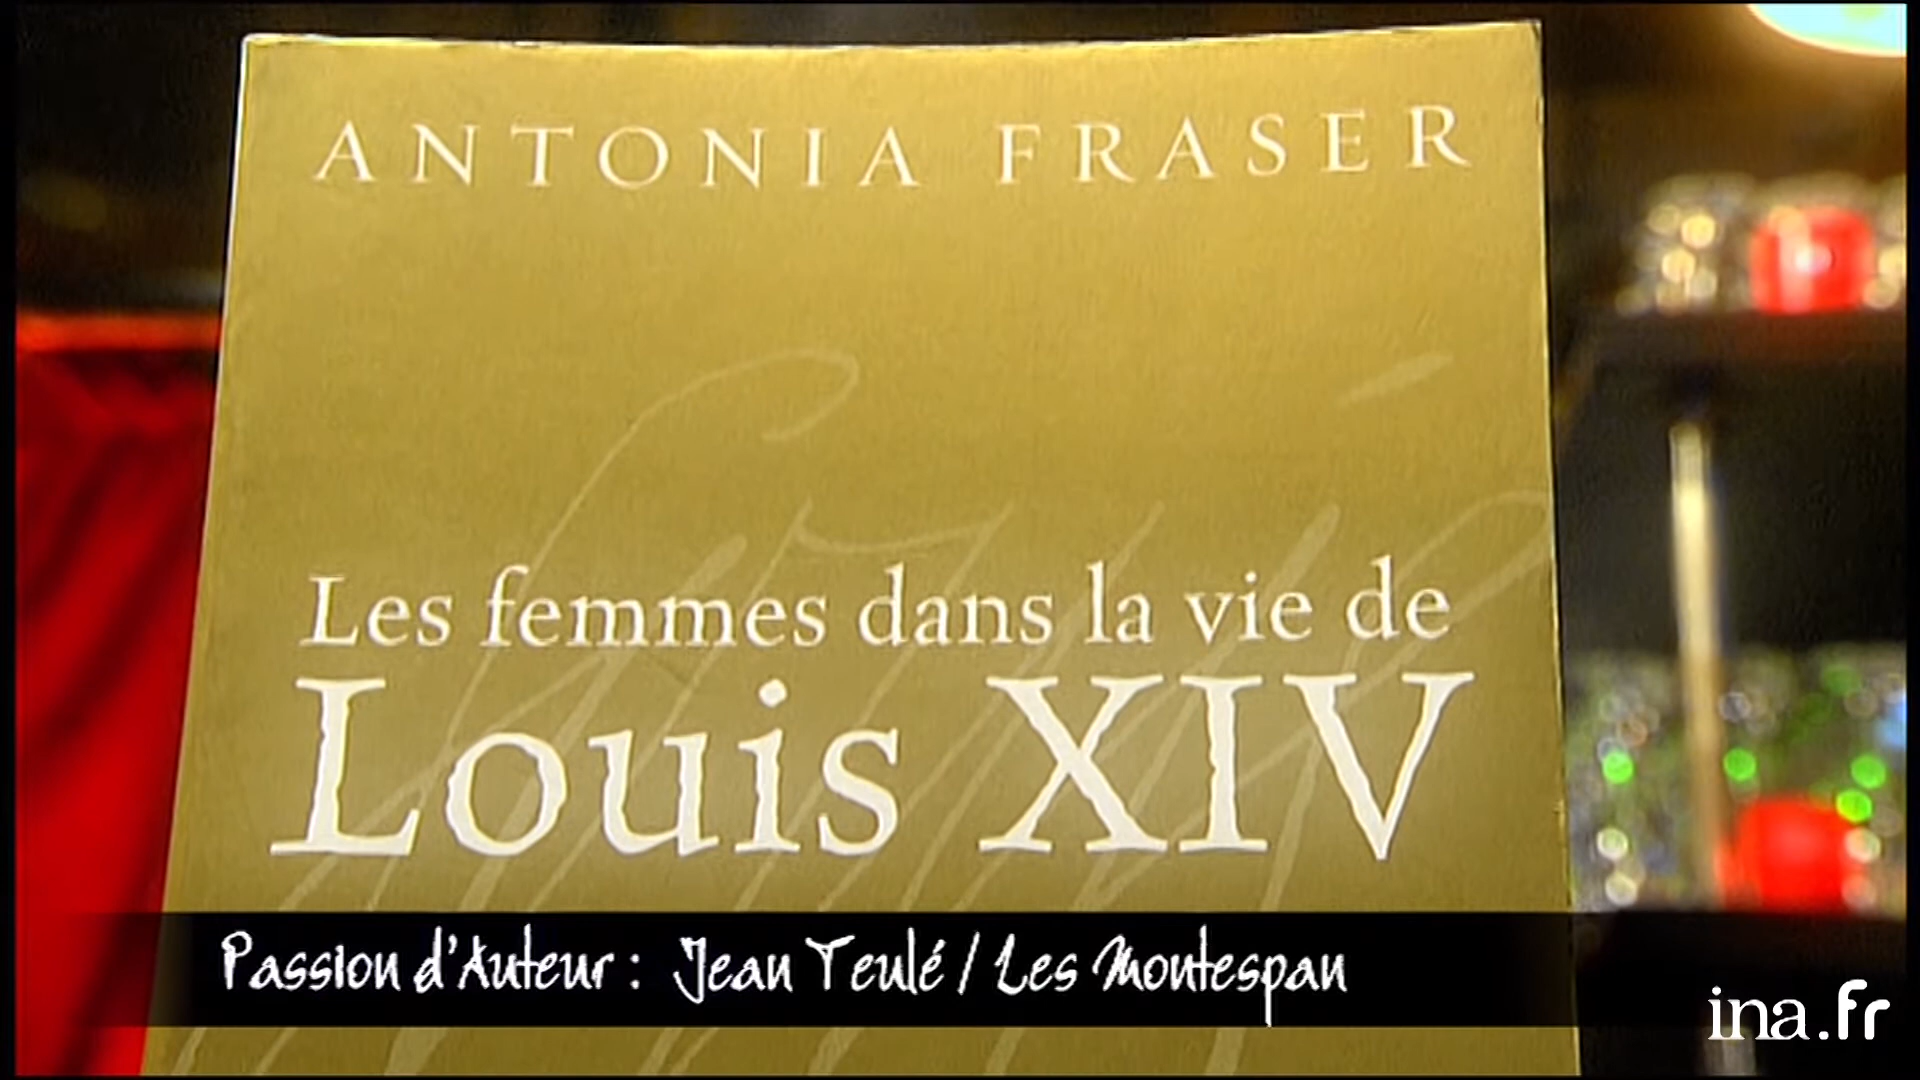 ANTONIA FRASER
Les femmes dans la vie de
Louis XIV
Passion d'Auteur : Jean Teulé / Les Montespan
ina.fr